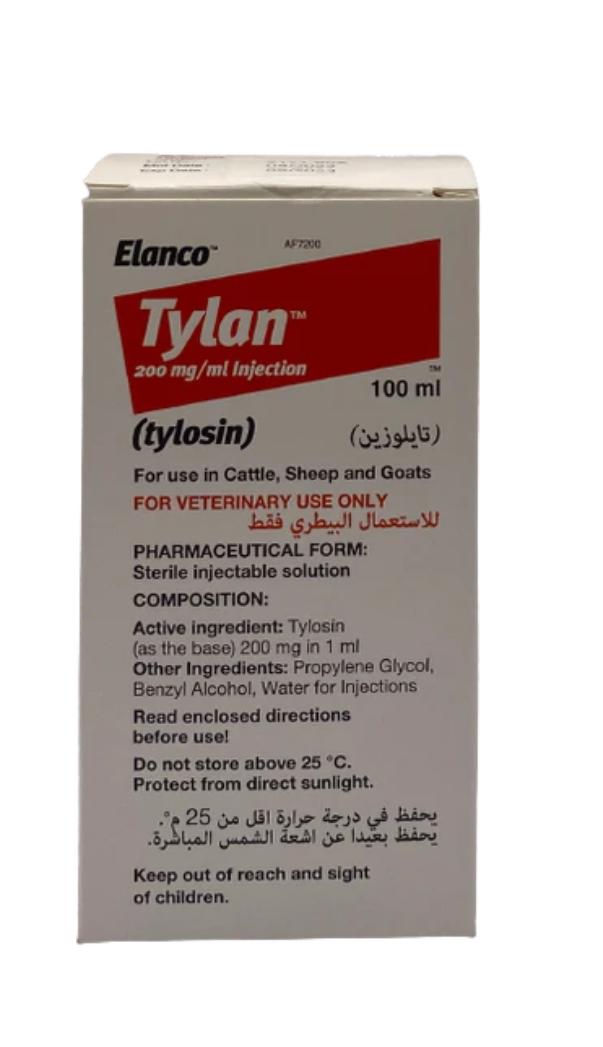 Elanco™
AF7200
Tylan™
200 mg/ml Injection
™
100 ml
(tylosin)
(تايلوزين)
For use in Cattle, Sheep and Goats
FOR VETERINARY USE ONLY
للاستعمال البيطري فقط
PHARMACEUTICAL FORM:
Sterile injectable solution
COMPOSITION:
Active ingredient: Tylosin
(as the base) 200 mg in 1 ml
Other Ingredients: Propylene Glycol,
Benzyl Alcohol, Water for Injections
Read enclosed directions
before use!
Do not store above 25 °C.
Protect from direct sunlight.
يحفظ في درجة حرارة اقل من 25 م°.
يحفظ بعيدا عن اشعة الشمس المباشرة.
Keep out of reach and sight
of children.